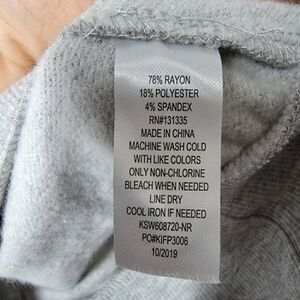 78% RAYON
18% POLYESTER
4% SPANDEX
RN#131335
MADE IN CHINA
MACHINE WASH COLD
WITH LIKE COLORS
ONLY NON-CHLORINE
BLEACH WHEN NEEDED
LINE DRY
COOL IRON IF NEEDED
KSW608720-NR
PO#KIFP3006
10/2019